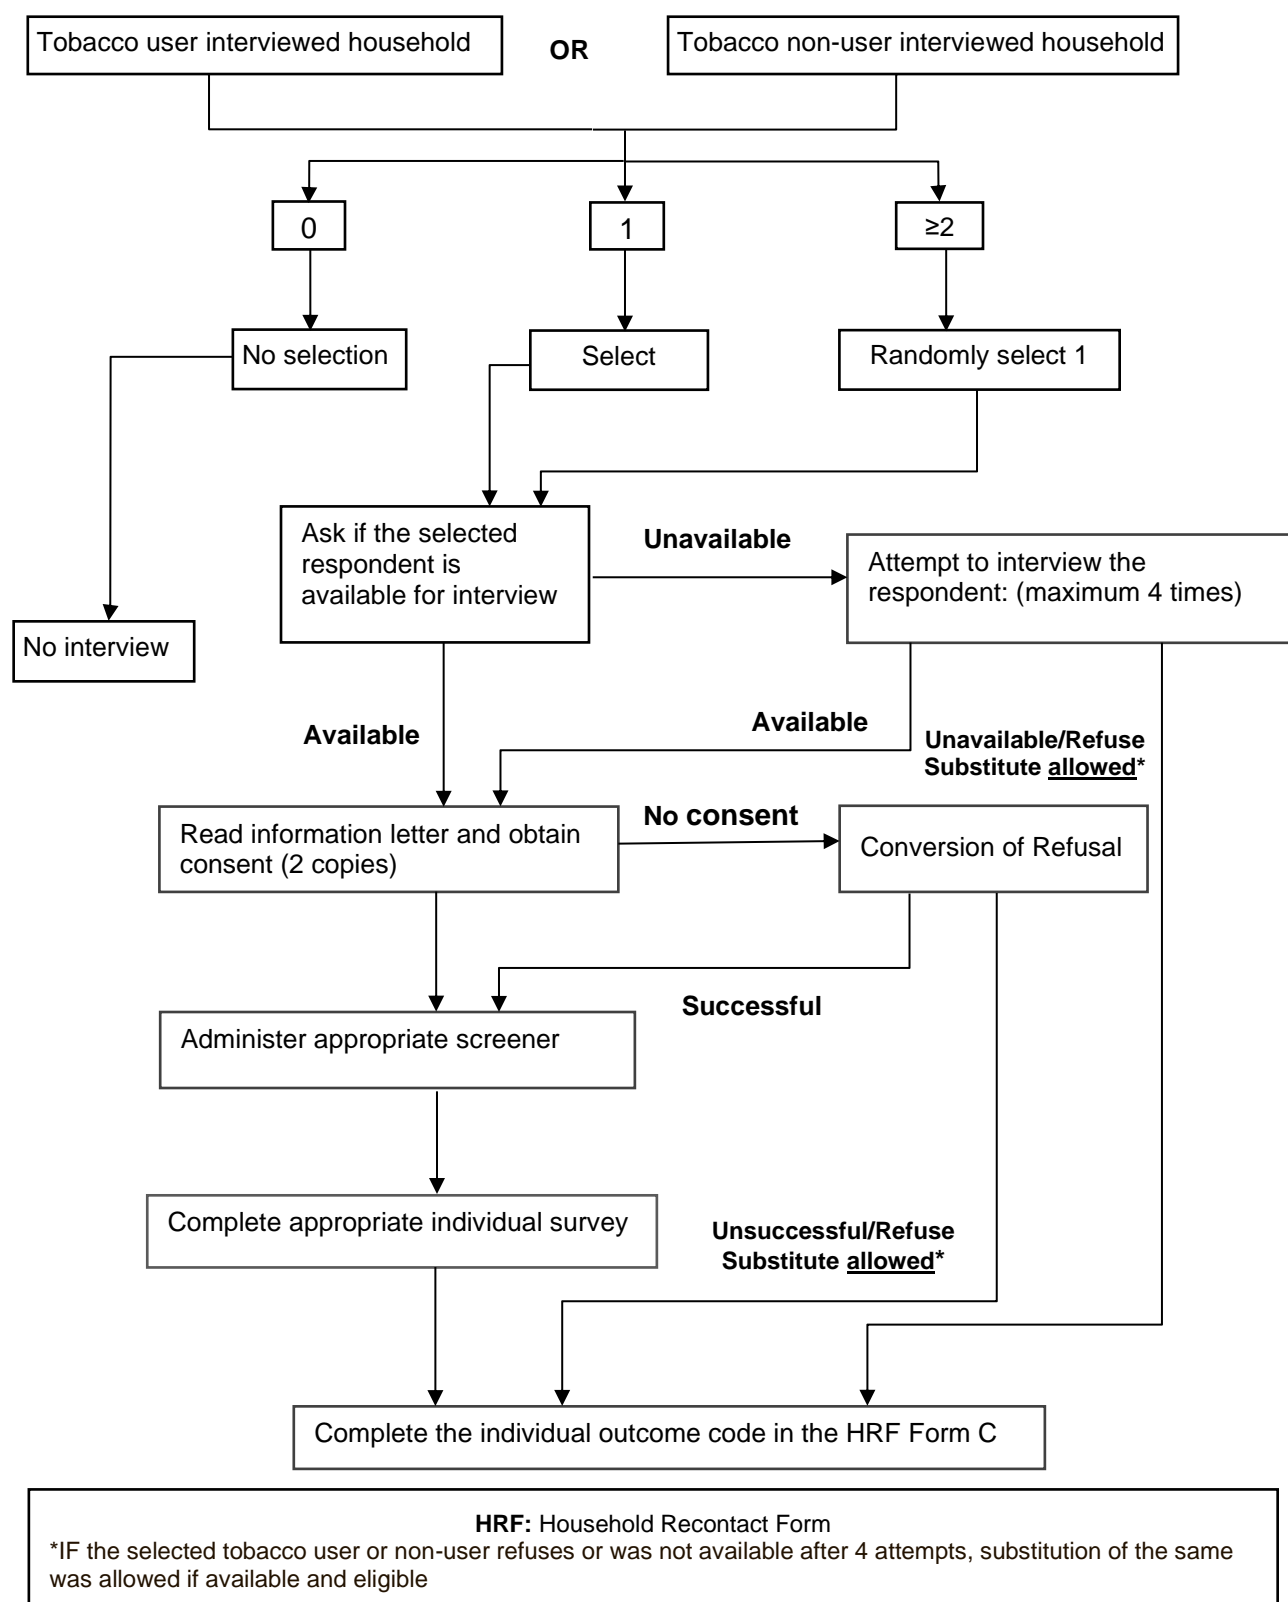 Tobacco user interviewed household
OR
Tobacco non-user interviewed household
0
1
≥2
No selection
Select
Randomly select 1
Ask if the selected
respondent is
available for interview
Unavailable
Attempt to interview the
respondent: (maximum 4 times)
No interview
Available
Available
Unavailable/Refuse
Substitute allowed*
Read information letter and obtain
consent (2 copies)
No consent
Conversion of Refusal
Successful
Administer appropriate screener
Complete appropriate individual survey
Unsuccessful/Refuse
Substitute allowed*
Complete the individual outcome code in the HRF Form C
HRF: Household Recontact Form
*IF the selected tobacco user or non-user refuses or was not available after 4 attempts, substitution of the same
was allowed if available and eligible